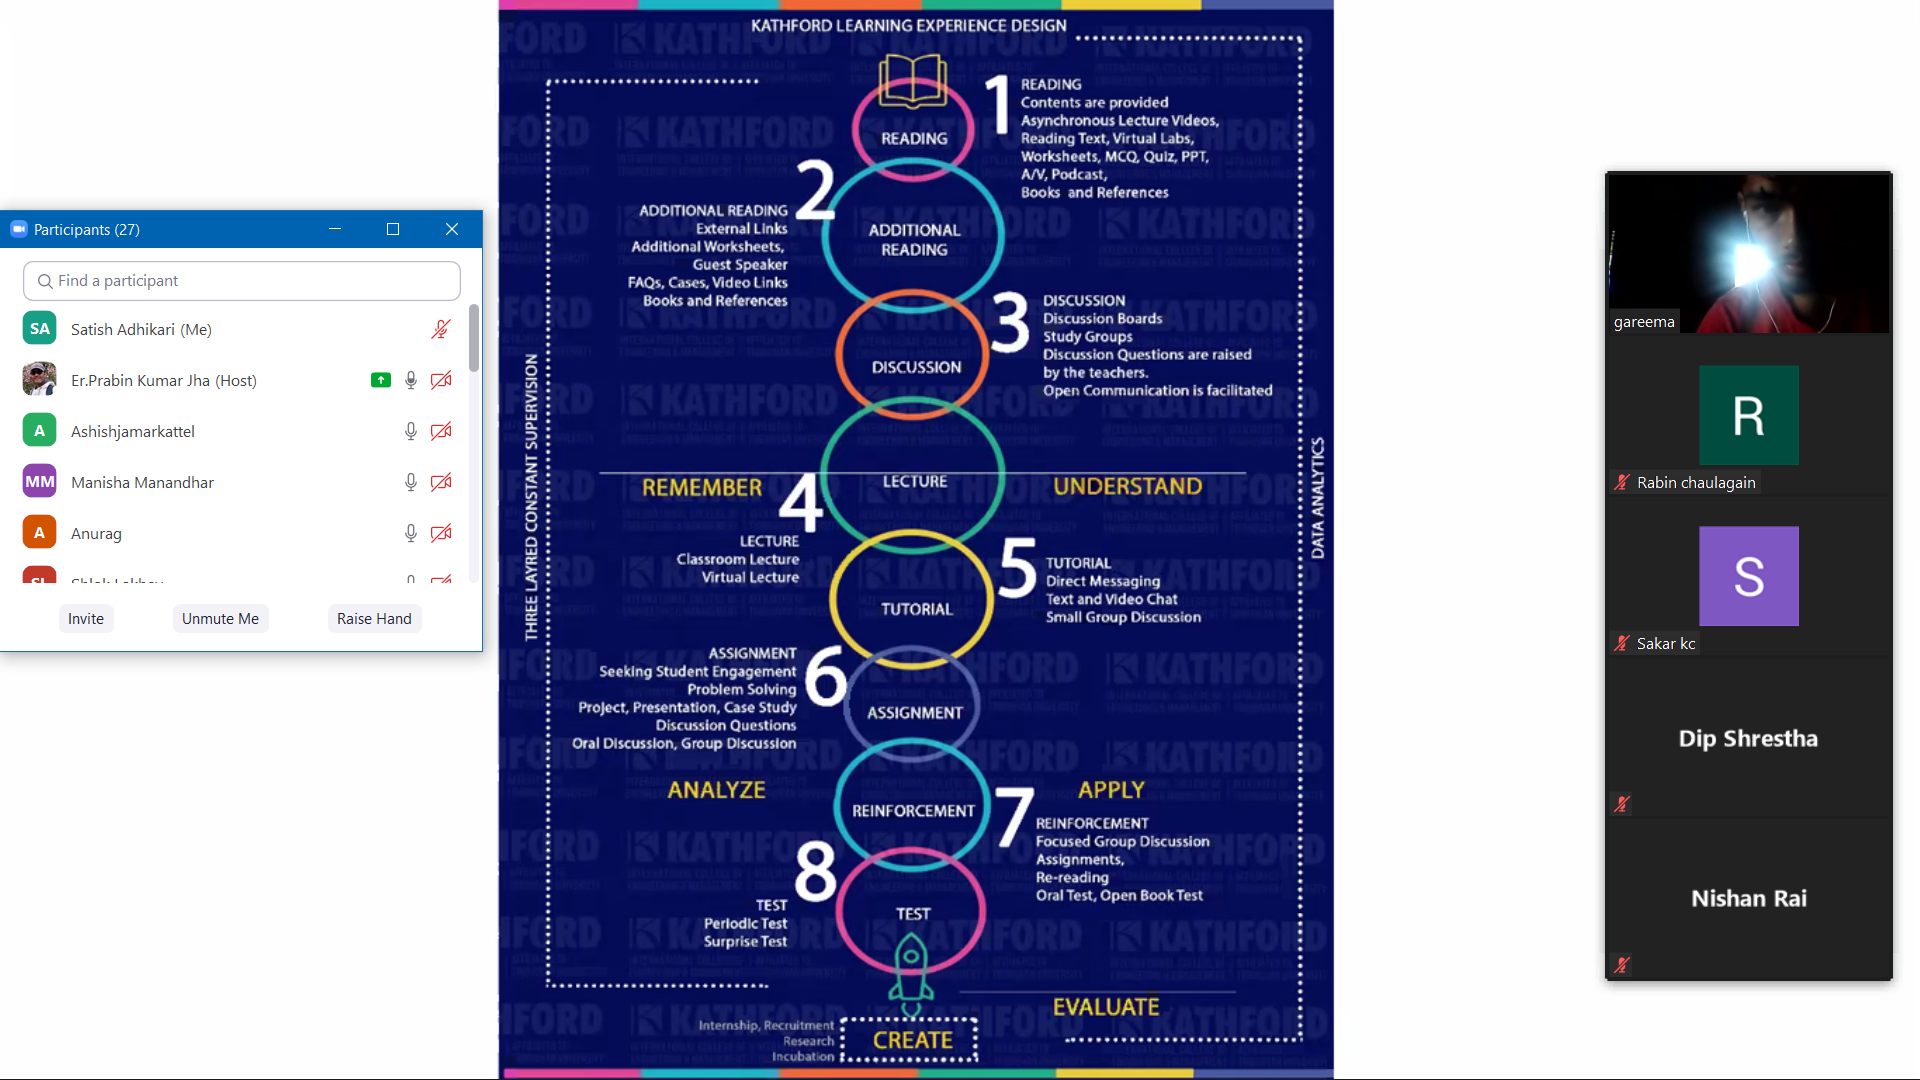 KATHFORD LEARNING EXPERIENCE DESIGN
READING
1
READING
Contents are provided
Asynchronous Lecture Videos,
Reading Text, Virtual Labs,
Worksheets, MCQ, Quiz, PPT,
A/V, Podcast,
Books and References
2
ADDITIONAL READING
External Links
Additional Worksheets,
Guest Speaker
FAQs, Cases, Video Links
Books and References
ADDITIONAL
READING
3
DISCUSSION
Discussion Boards
Study Groups
Discussion Questions are raised
by the teachers.
Open Communication is facilitated
DISCUSSION
THREE LAYRED CONSTANT SUPERVISION
DATA ANALYTICS
REMEMBER
UNDERSTAND
LECTURE
4
LECTURE
Classroom Lecture
Virtual Lecture
5
TUTORIAL
Direct Messaging
Text and Video Chat
Small Group Discussion
TUTORIAL
6
ASSIGNMENT
Seeking Student Engagement
Problem Solving
Project, Presentation, Case Study
Discussion Questions
Oral Discussion, Group Discussion
ASSIGNMENT
ANALYZE
APPLY
REINFORCEMENT
7
REINFORCEMENT
Focused Group Discussion
Assignments,
Re-reading
Oral Test, Open Book Test
8
TEST
Periodic Test
Surprise Test
TEST
EVALUATE
Internship, Recruitment
Research
Incubation
CREATE
KATHFORD
Participants (27)
Find a participant
SA
Satish Adhikari (Me)
Er.Prabin Kumar Jha (Host)
A
Ashishjamarkattel
MM
Manisha Manandhar
A
Anurag
Invite
Unmute Me
Raise Hand
gareema
R
Rabin chaulagain
S
Sakar kc
Dip Shrestha
Nishan Rai